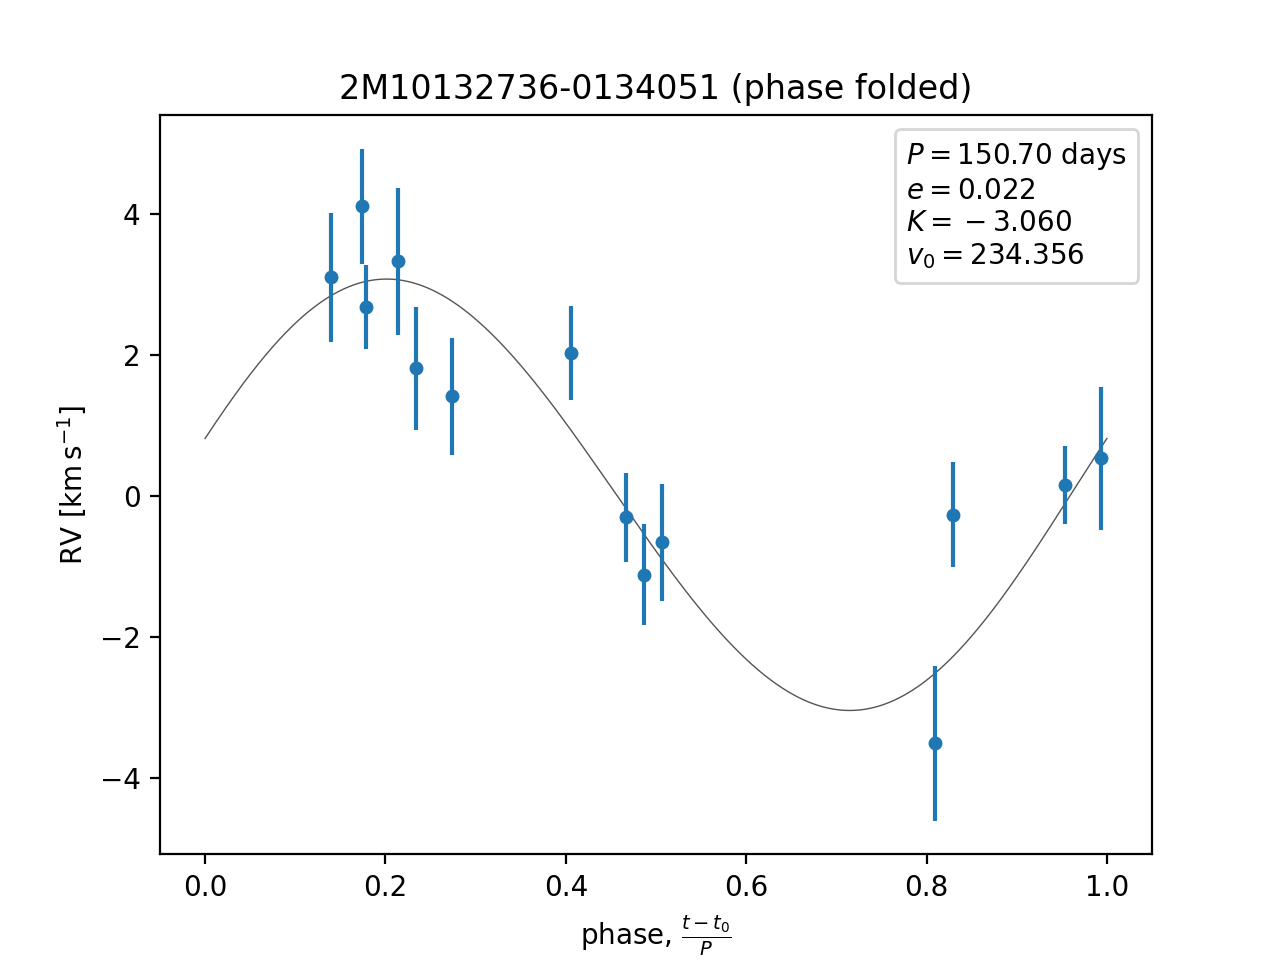 2M10132736-0134051 (phase folded)
P = 150.70 days
e = 0.022
K = − 3.060
v₀ = 234.356
RV [km s⁻¹]
4
2
0
−2
−4
0.0 0.2 0.4 0.6 0.8 1.0
phase, (t − t₀)/P